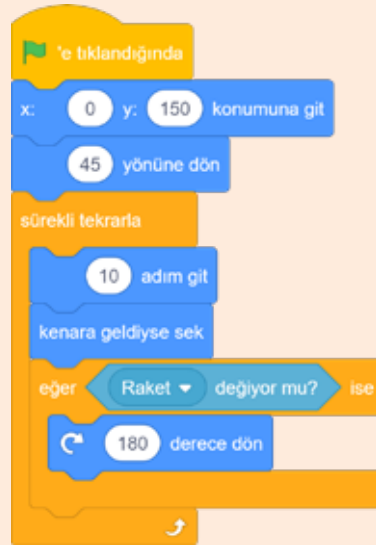 'e tıklandığında
x: 0 y: 150 konumuna git
45 yönüne dön
sürekli tekrarla
10 adım git
kenara geldiyse sek
eğer Raket değiyor mu? ise
180 derece dön